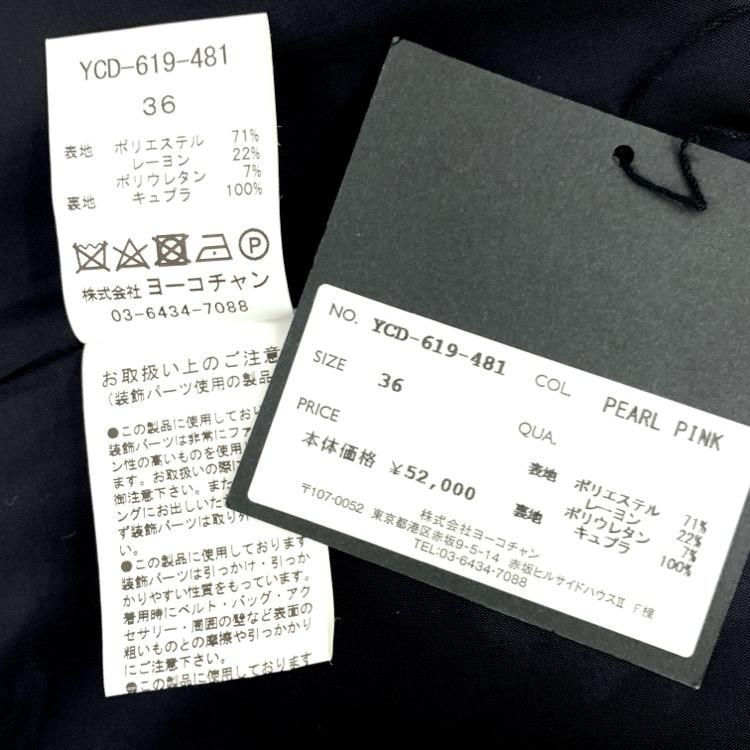 YCD-619-481
36
表地 ポリエステル 71%
レーヨン 22%
ポリウレタン 7%
裏地 キュプラ 100%
P
株式会社 ヨーコチャン
03-6434-7088
お取扱い上のご注意
(装飾パーツ使用の製品
●この製品に使用しており
装飾パーツは非常にファ
ン性の高いものを使用
ます。お取扱いの際に
御注意下さい。また
ングにお出しいた
ず装飾パーツは取り外
い。
●この製品に使用しております
装飾パーツは引っかけ・引っか
かりやすい性質をもっています。
着用時にベルト・バッグ・アク
セサリー・周囲の壁など表面の
粗いものとの摩擦や引っかかり
にご注意下さい。
●この製品に使用しております
NO. YCD-619-481
SIZE 36
COL. PEARL PINK
PRICE
本体価格 ¥52,000
QUA.
表地 ポリエステル 71%
レーヨン 22%
ポリウレタン 7%
裏地 キュプラ 100%
株式会社ヨーコチャン
〒107-0052 東京都港区赤坂9-5-14 赤坂ヒルサイドハウスII F棟
TEL:03-6434-7088